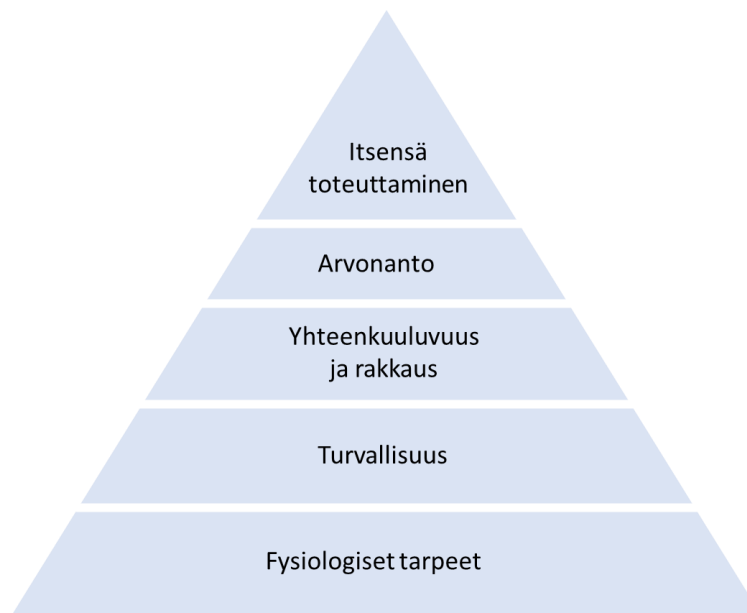 Itsensä
toteuttaminen
Arvonanto
Yhteenkuuluvuus
ja rakkaus
Turvallisuus
Fysiologiset tarpeet